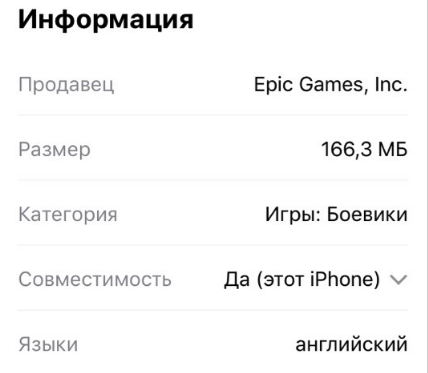 Информация
Продавец Epic Games, Inc.
Размер 166,3 МБ
Категория Игры: Боевики
Совместимость Да (этот iPhone)
Языки английский